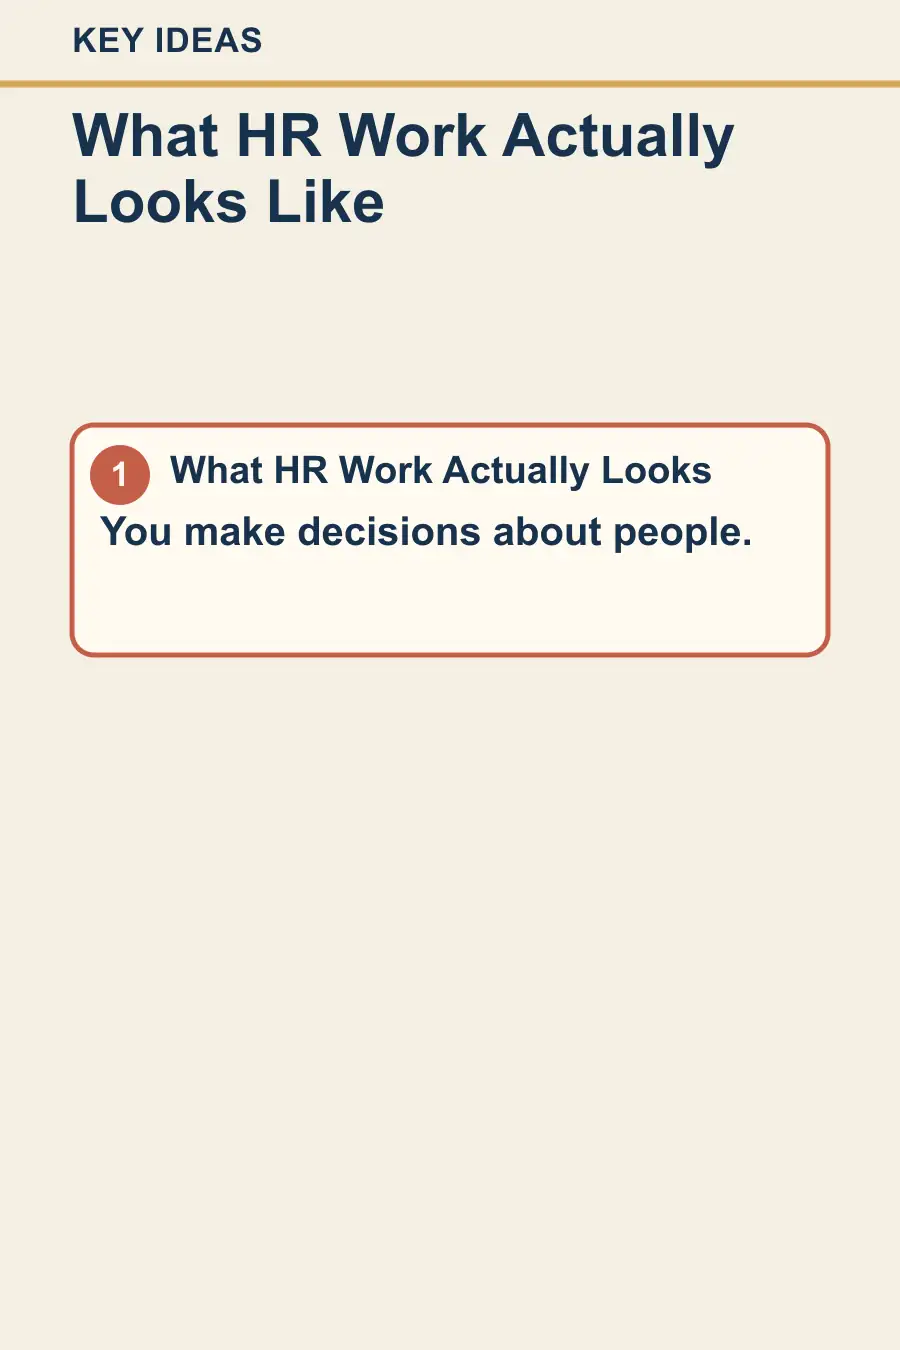 KEY IDEAS
What HR Work Actually
Looks Like
1 What HR Work Actually Looks
You make decisions about people.